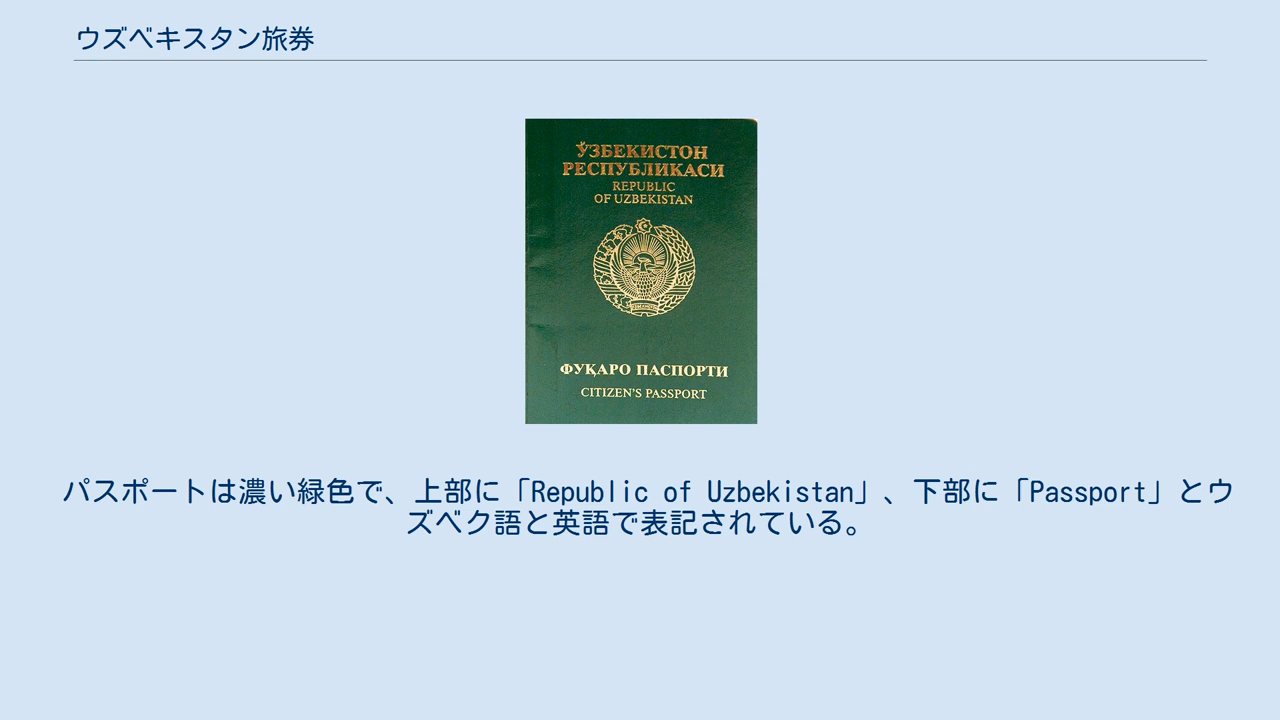 ウズベキスタン旅券
ЎЗБЕКИСТОН
РЕСПУБЛИКАСИ
REPUBLIC
OF UZBEKISTAN
ФУҚАРО ПАСПОРТИ
CITIZEN'S PASSPORT
パスポートは濃い緑色で、上部に「Republic of Uzbekistan」、下部に「Passport」とウ
ズベク語と英語で表記されている。